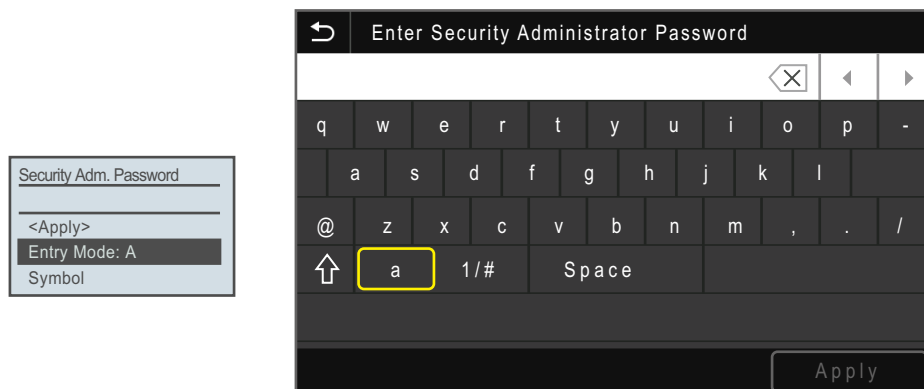 Security Adm. Password
<Apply>
Entry Mode: A
Symbol
Enter Security Administrator Password
q w e r t y u i o p -
a s d f g h j k l
@ z x c v b n m , . /
a 1/# Space
Apply